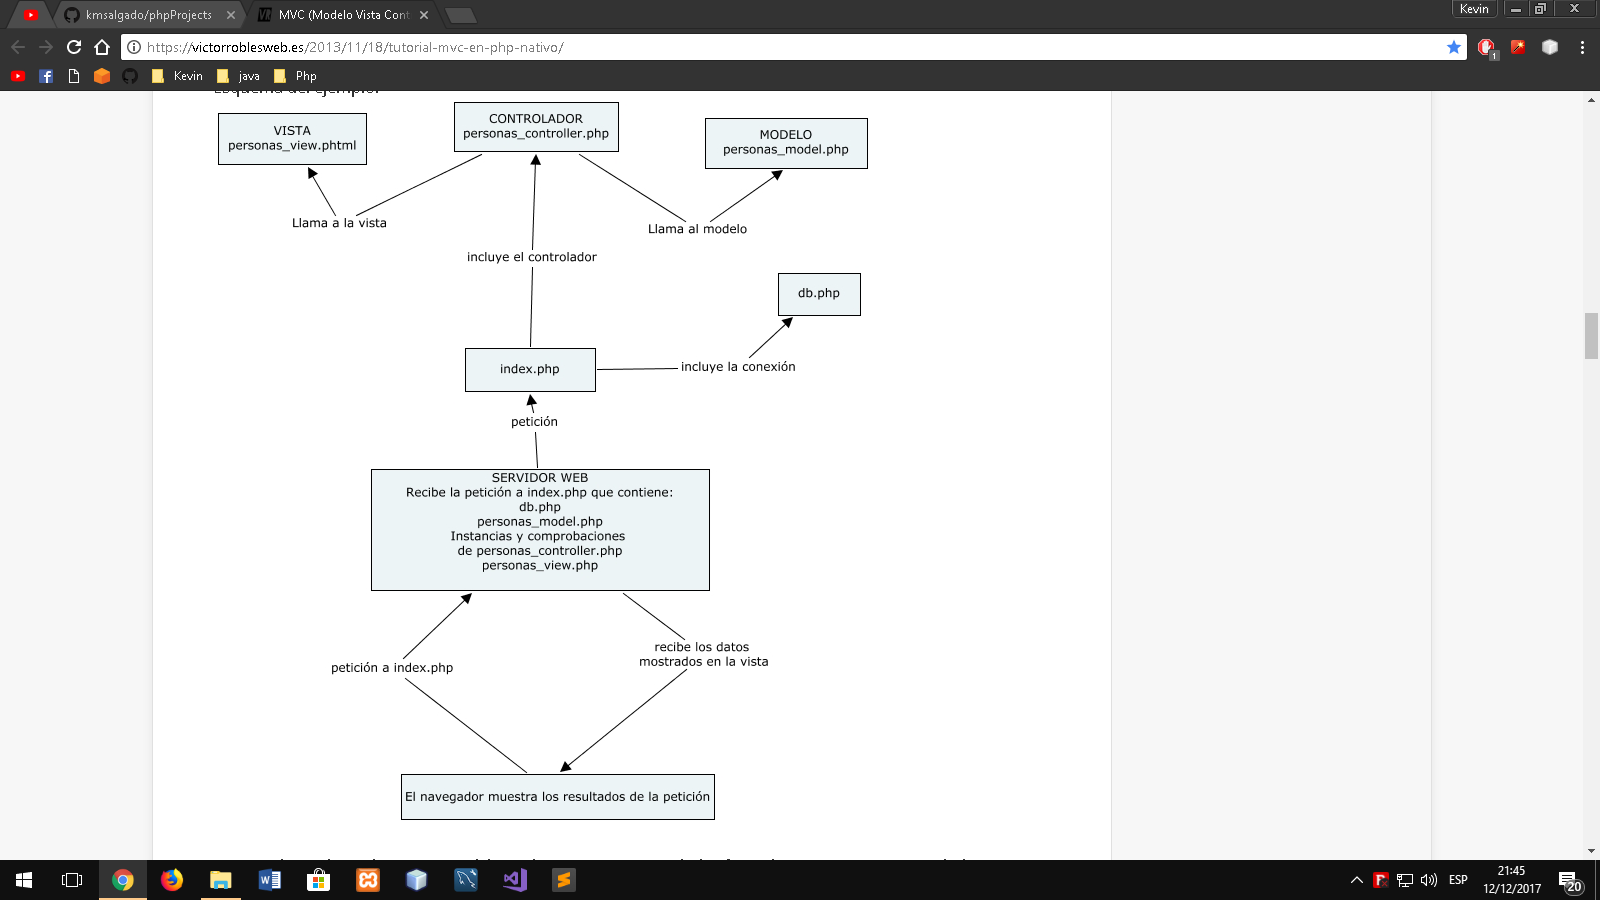 kmsalgado/phpProjects
MVC (Modelo Vista Cont
Kevin
https://victorroblesweb.es/2013/11/18/tutorial-mvc-en-php-nativo/
1
Kevin
java
Php
Esquema del ejemplo:
VISTA
personas_view.phtml
CONTROLADOR
personas_controller.php
MODELO
personas_model.php
Llama a la vista
Llama al modelo
incluye el controlador
db.php
index.php
incluye la conexión
petición
SERVIDOR WEB
Recibe la petición a index.php que contiene:
db.php
personas_model.php
Instancias y comprobaciones
de personas_controller.php
personas_view.php
petición a index.php
recibe los datos
mostrados en la vista
El navegador muestra los resultados de la petición
ESP
21:45
12/12/2017
20